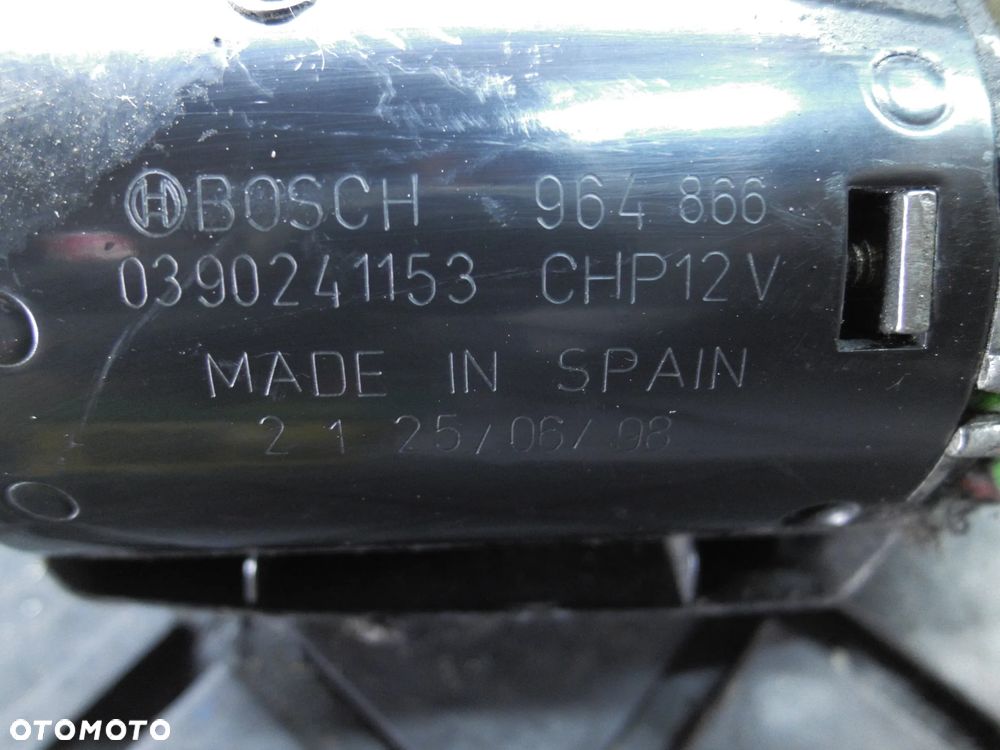 BOSCH 964 866
0390241153 CHP12V
MADE IN SPAIN
2 1 25/06/98
OTOMOTO